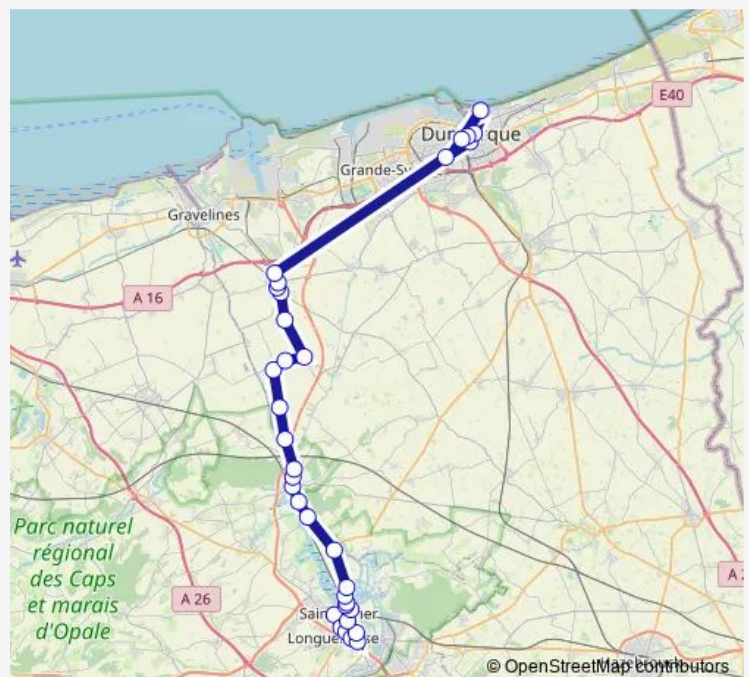 E40
Grande-Sy
Gravelines
A 16
Parc naturel
régional
des Caps
et marais
d'Opale
A 26
A 2
© OpenStreetMap contributors